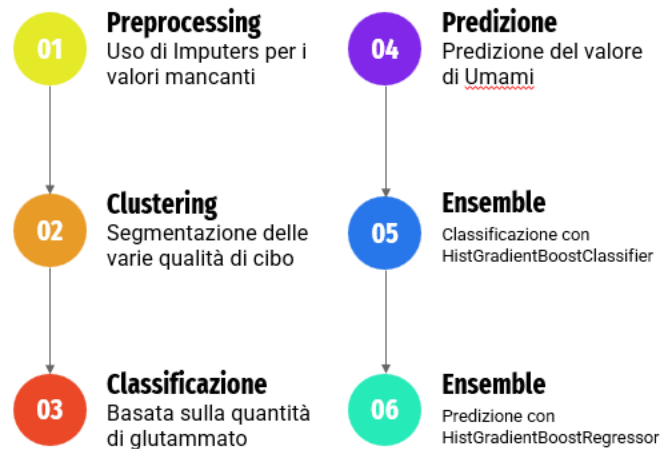 01
Preprocessing
Uso di Imputers per i
valori mancanti
02
Clustering
Segmentazione delle
varie qualità di cibo
03
Classificazione
Basata sulla quantità
di glutammato
04
Predizione
Predizione del valore
di Umami
05
Ensemble
Classificazione con
HistGradientBoostClassifier
06
Ensemble
Predizione con
HistGradientBoostRegressor